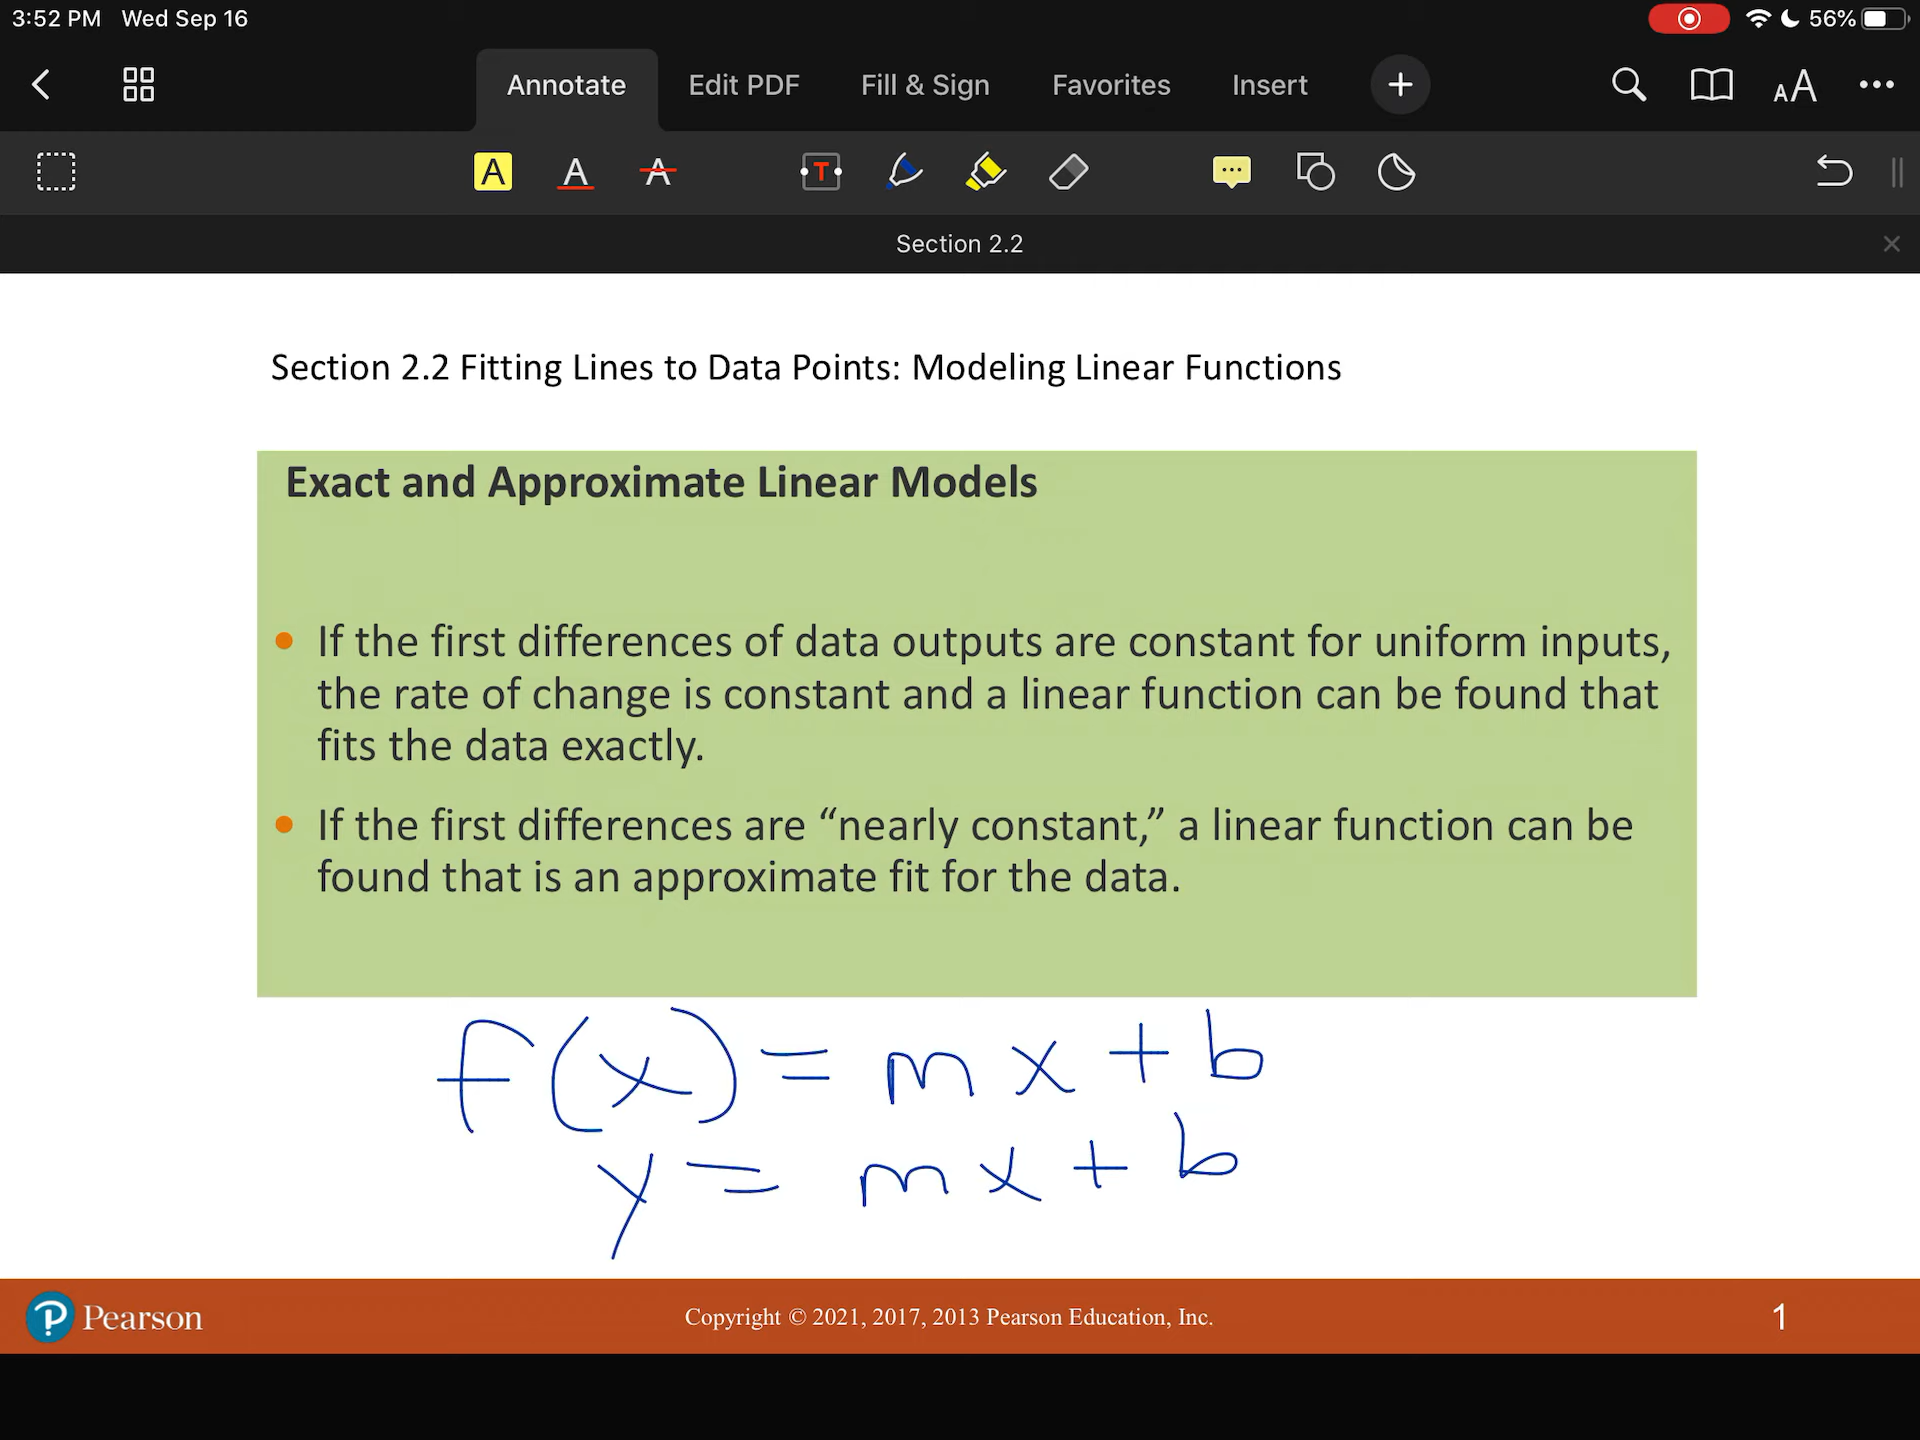 3:52 PM Wed Sep 16 56%
Annotate Edit PDF Fill & Sign Favorites Insert + AA
A A A T
Section 2.2
Section 2.2 Fitting Lines to Data Points: Modeling Linear Functions
Exact and Approximate Linear Models
• If the first differences of data outputs are constant for uniform inputs,
the rate of change is constant and a linear function can be found that
fits the data exactly.
• If the first differences are “nearly constant,” a linear function can be
found that is an approximate fit for the data.
f(x) = mx + b
y = mx + b
P Pearson Copyright © 2021, 2017, 2013 Pearson Education, Inc. 1